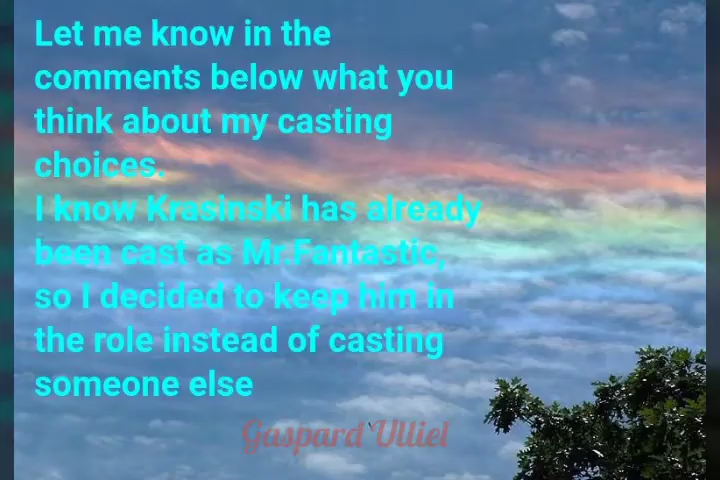 Let me know in the
comments below what you
think about my casting
choices.
I know Krasinski has already
been cast as Mr.Fantastic,
so I decided to keep him in
the role instead of casting
someone else
Gaspard Ulliel